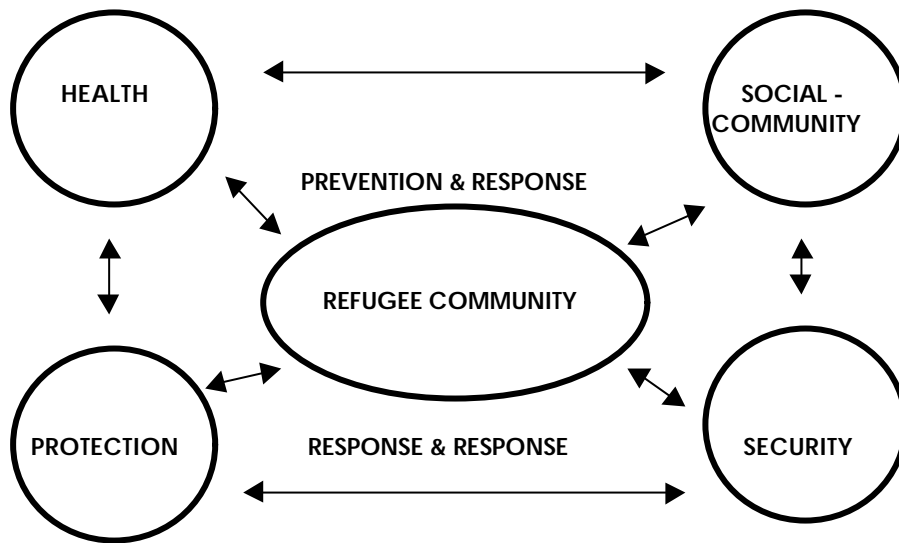 HEALTH
SOCIAL -
COMMUNITY
PREVENTION & RESPONSE
REFUGEE COMMUNITY
PROTECTION
RESPONSE & RESPONSE
SECURITY